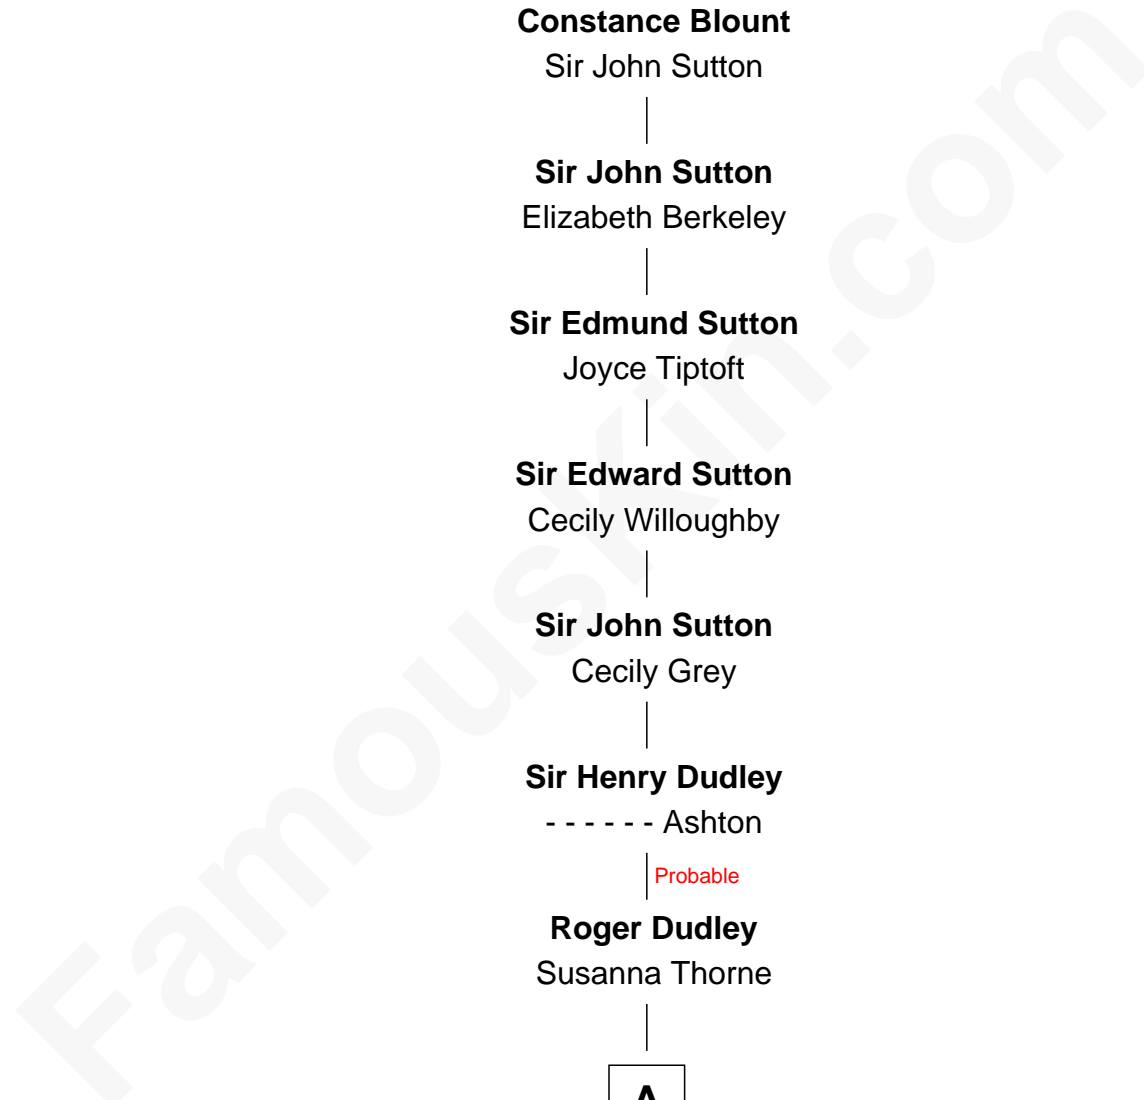 Constance Blount
Sir John Sutton
Sir John Sutton
Elizabeth Berkeley
Sir Edmund Sutton
Joyce Tiptoft
Sir Edward Sutton
Cecily Willoughby
Sir John Sutton
Cecily Grey
Sir Henry Dudley
- - - - - - Ashton
Probable
Roger Dudley
Susanna Thorne
A
FamousKin.com